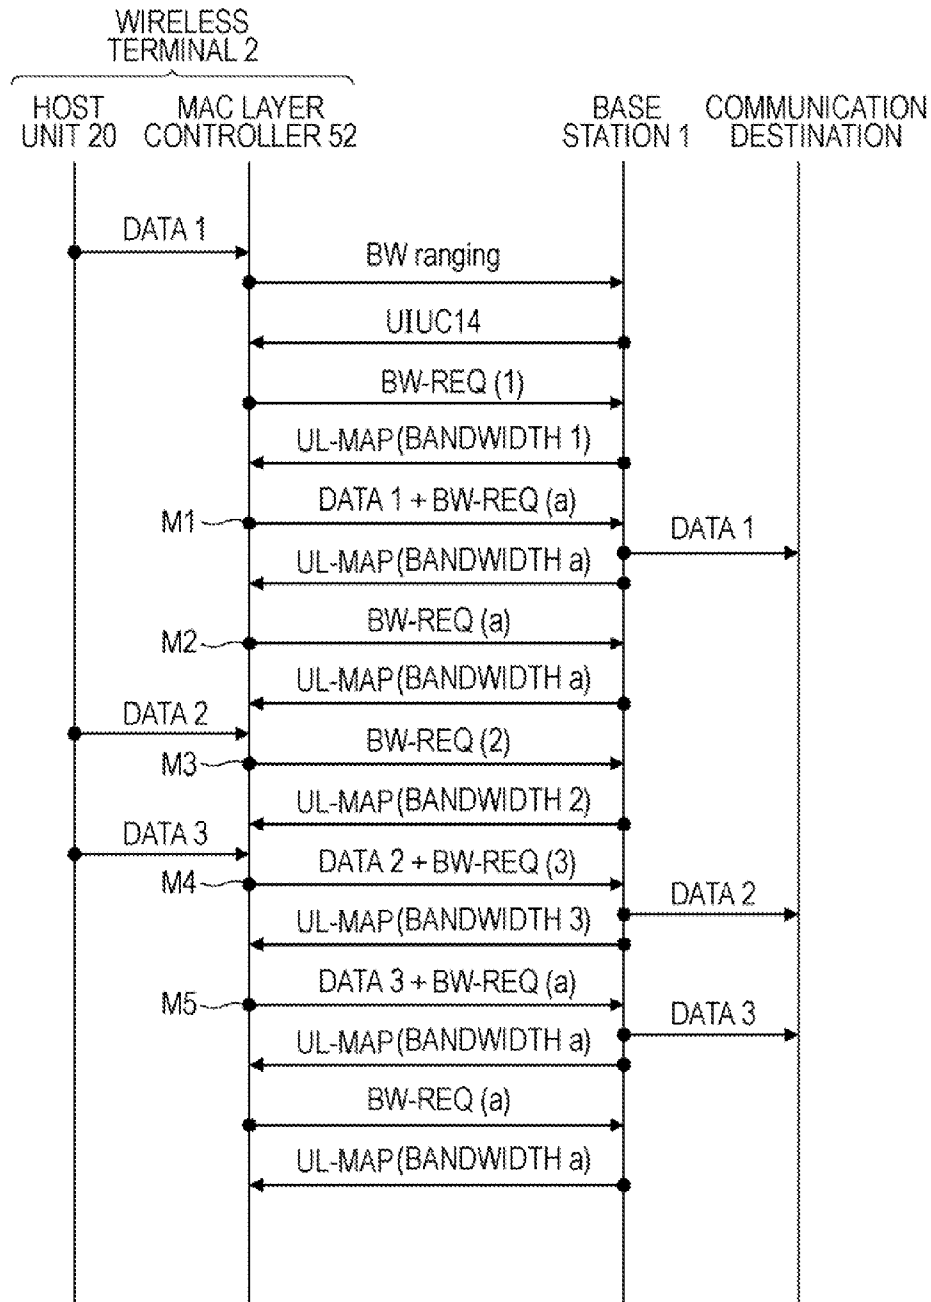 WIRELESS
TERMINAL 2
HOST
UNIT 20
MAC LAYER
CONTROLLER 52
BASE
STATION 1
COMMUNICATION
DESTINATION
DATA 1
BW ranging
UIUC14
BW-REQ (1)
UL-MAP(BANDWIDTH 1)
M1
DATA 1 + BW-REQ (a)
DATA 1
UL-MAP(BANDWIDTH a)
M2
BW-REQ (a)
UL-MAP(BANDWIDTH a)
DATA 2
M3
BW-REQ (2)
UL-MAP(BANDWIDTH 2)
DATA 3
M4
DATA 2 + BW-REQ (3)
DATA 2
UL-MAP(BANDWIDTH 3)
M5
DATA 3 + BW-REQ (a)
DATA 3
UL-MAP(BANDWIDTH a)
BW-REQ (a)
UL-MAP(BANDWIDTH a)